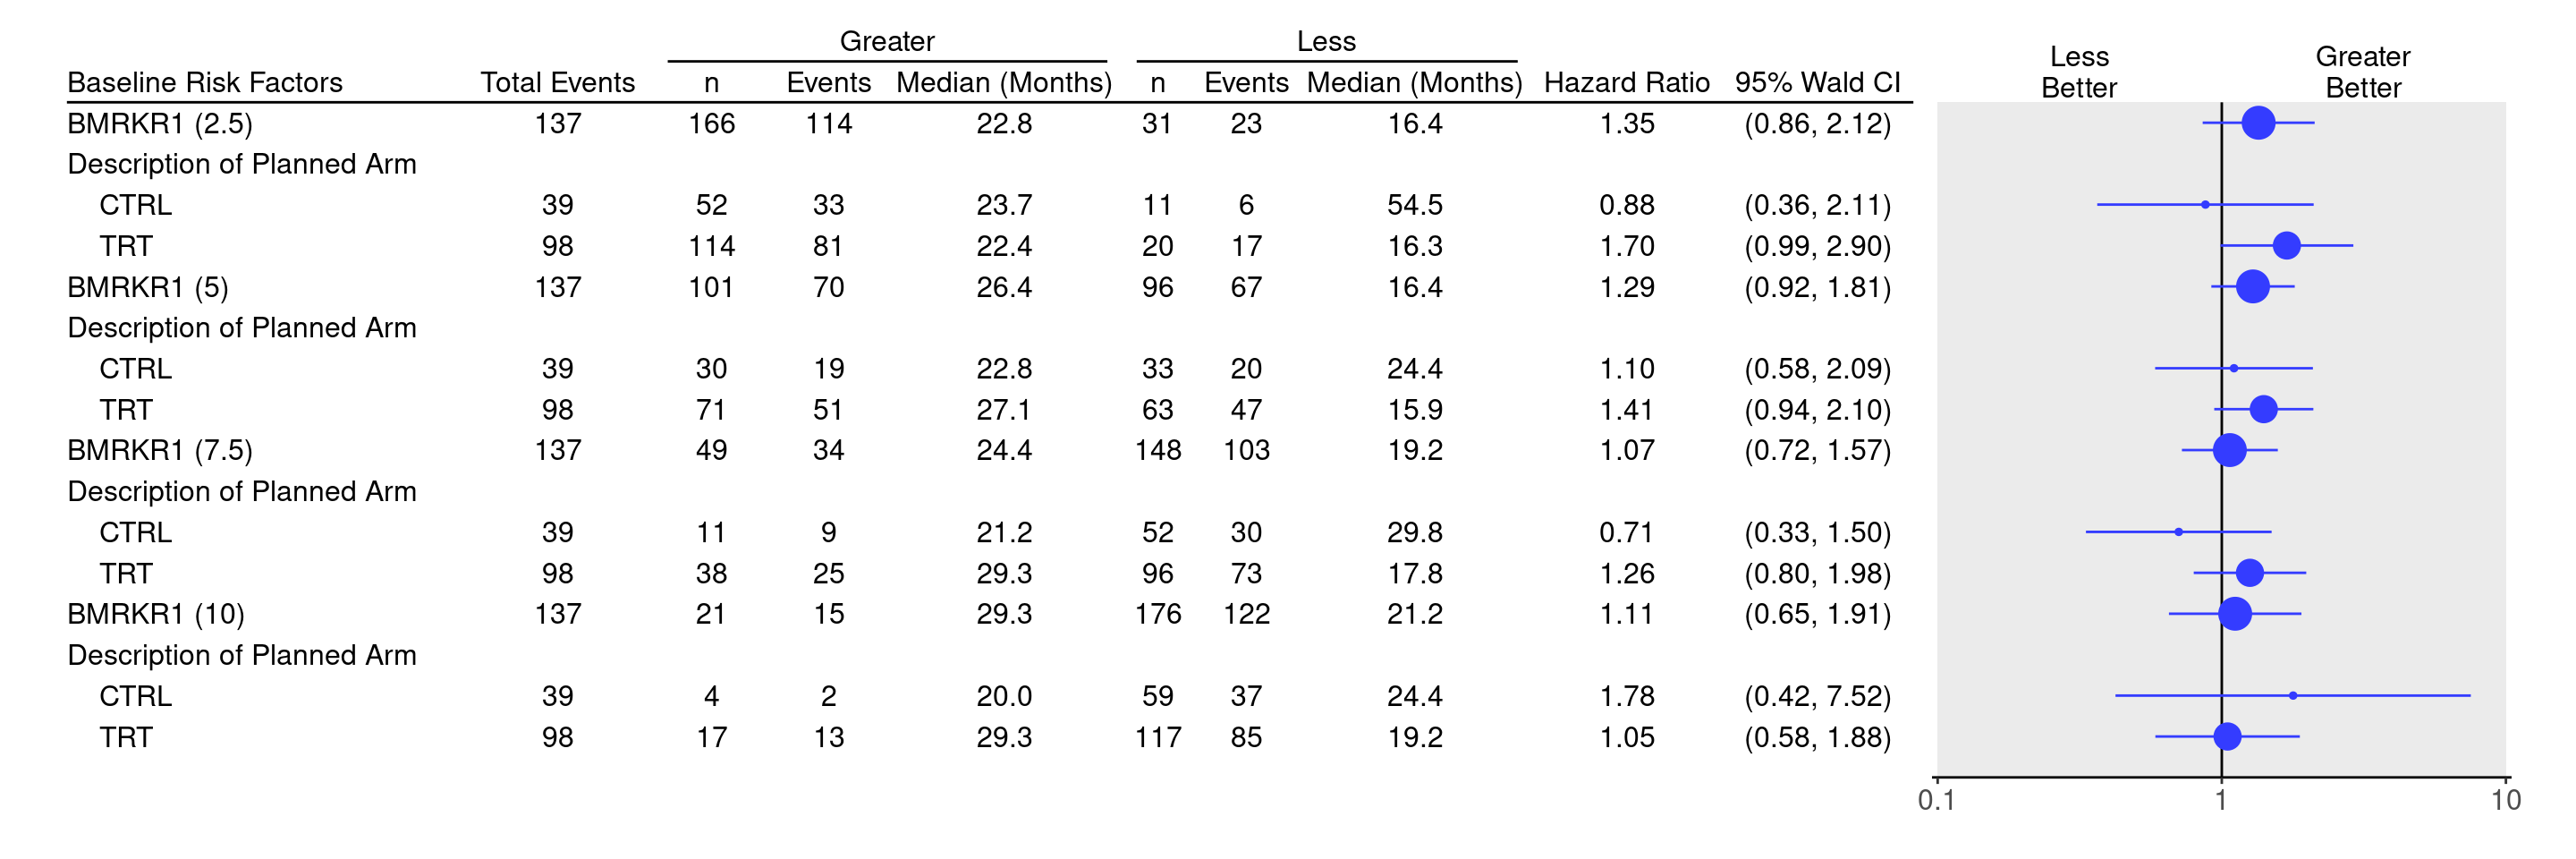 Greater Less
Less Greater
Baseline Risk Factors Total Events n Events Median (Months) n Events Median (Months) Hazard Ratio 95% Wald CI Better Better
BMRKR1 (2.5) 137 166 114 22.8 31 23 16.4 1.35 (0.86, 2.12)
Description of Planned Arm
CTRL 39 52 33 23.7 11 6 54.5 0.88 (0.36, 2.11)
TRT 98 114 81 22.4 20 17 16.3 1.70 (0.99, 2.90)
BMRKR1 (5) 137 101 70 26.4 96 67 16.4 1.29 (0.92, 1.81)
Description of Planned Arm
CTRL 39 30 19 22.8 33 20 24.4 1.10 (0.58, 2.09)
TRT 98 71 51 27.1 63 47 15.9 1.41 (0.94, 2.10)
BMRKR1 (7.5) 137 49 34 24.4 148 103 19.2 1.07 (0.72, 1.57)
Description of Planned Arm
CTRL 39 11 9 21.2 52 30 29.8 0.71 (0.33, 1.50)
TRT 98 38 25 29.3 96 73 17.8 1.26 (0.80, 1.98)
BMRKR1 (10) 137 21 15 29.3 176 122 21.2 1.11 (0.65, 1.91)
Description of Planned Arm
CTRL 39 4 2 20.0 59 37 24.4 1.78 (0.42, 7.52)
TRT 98 17 13 29.3 117 85 19.2 1.05 (0.58, 1.88)
0.1 1 10